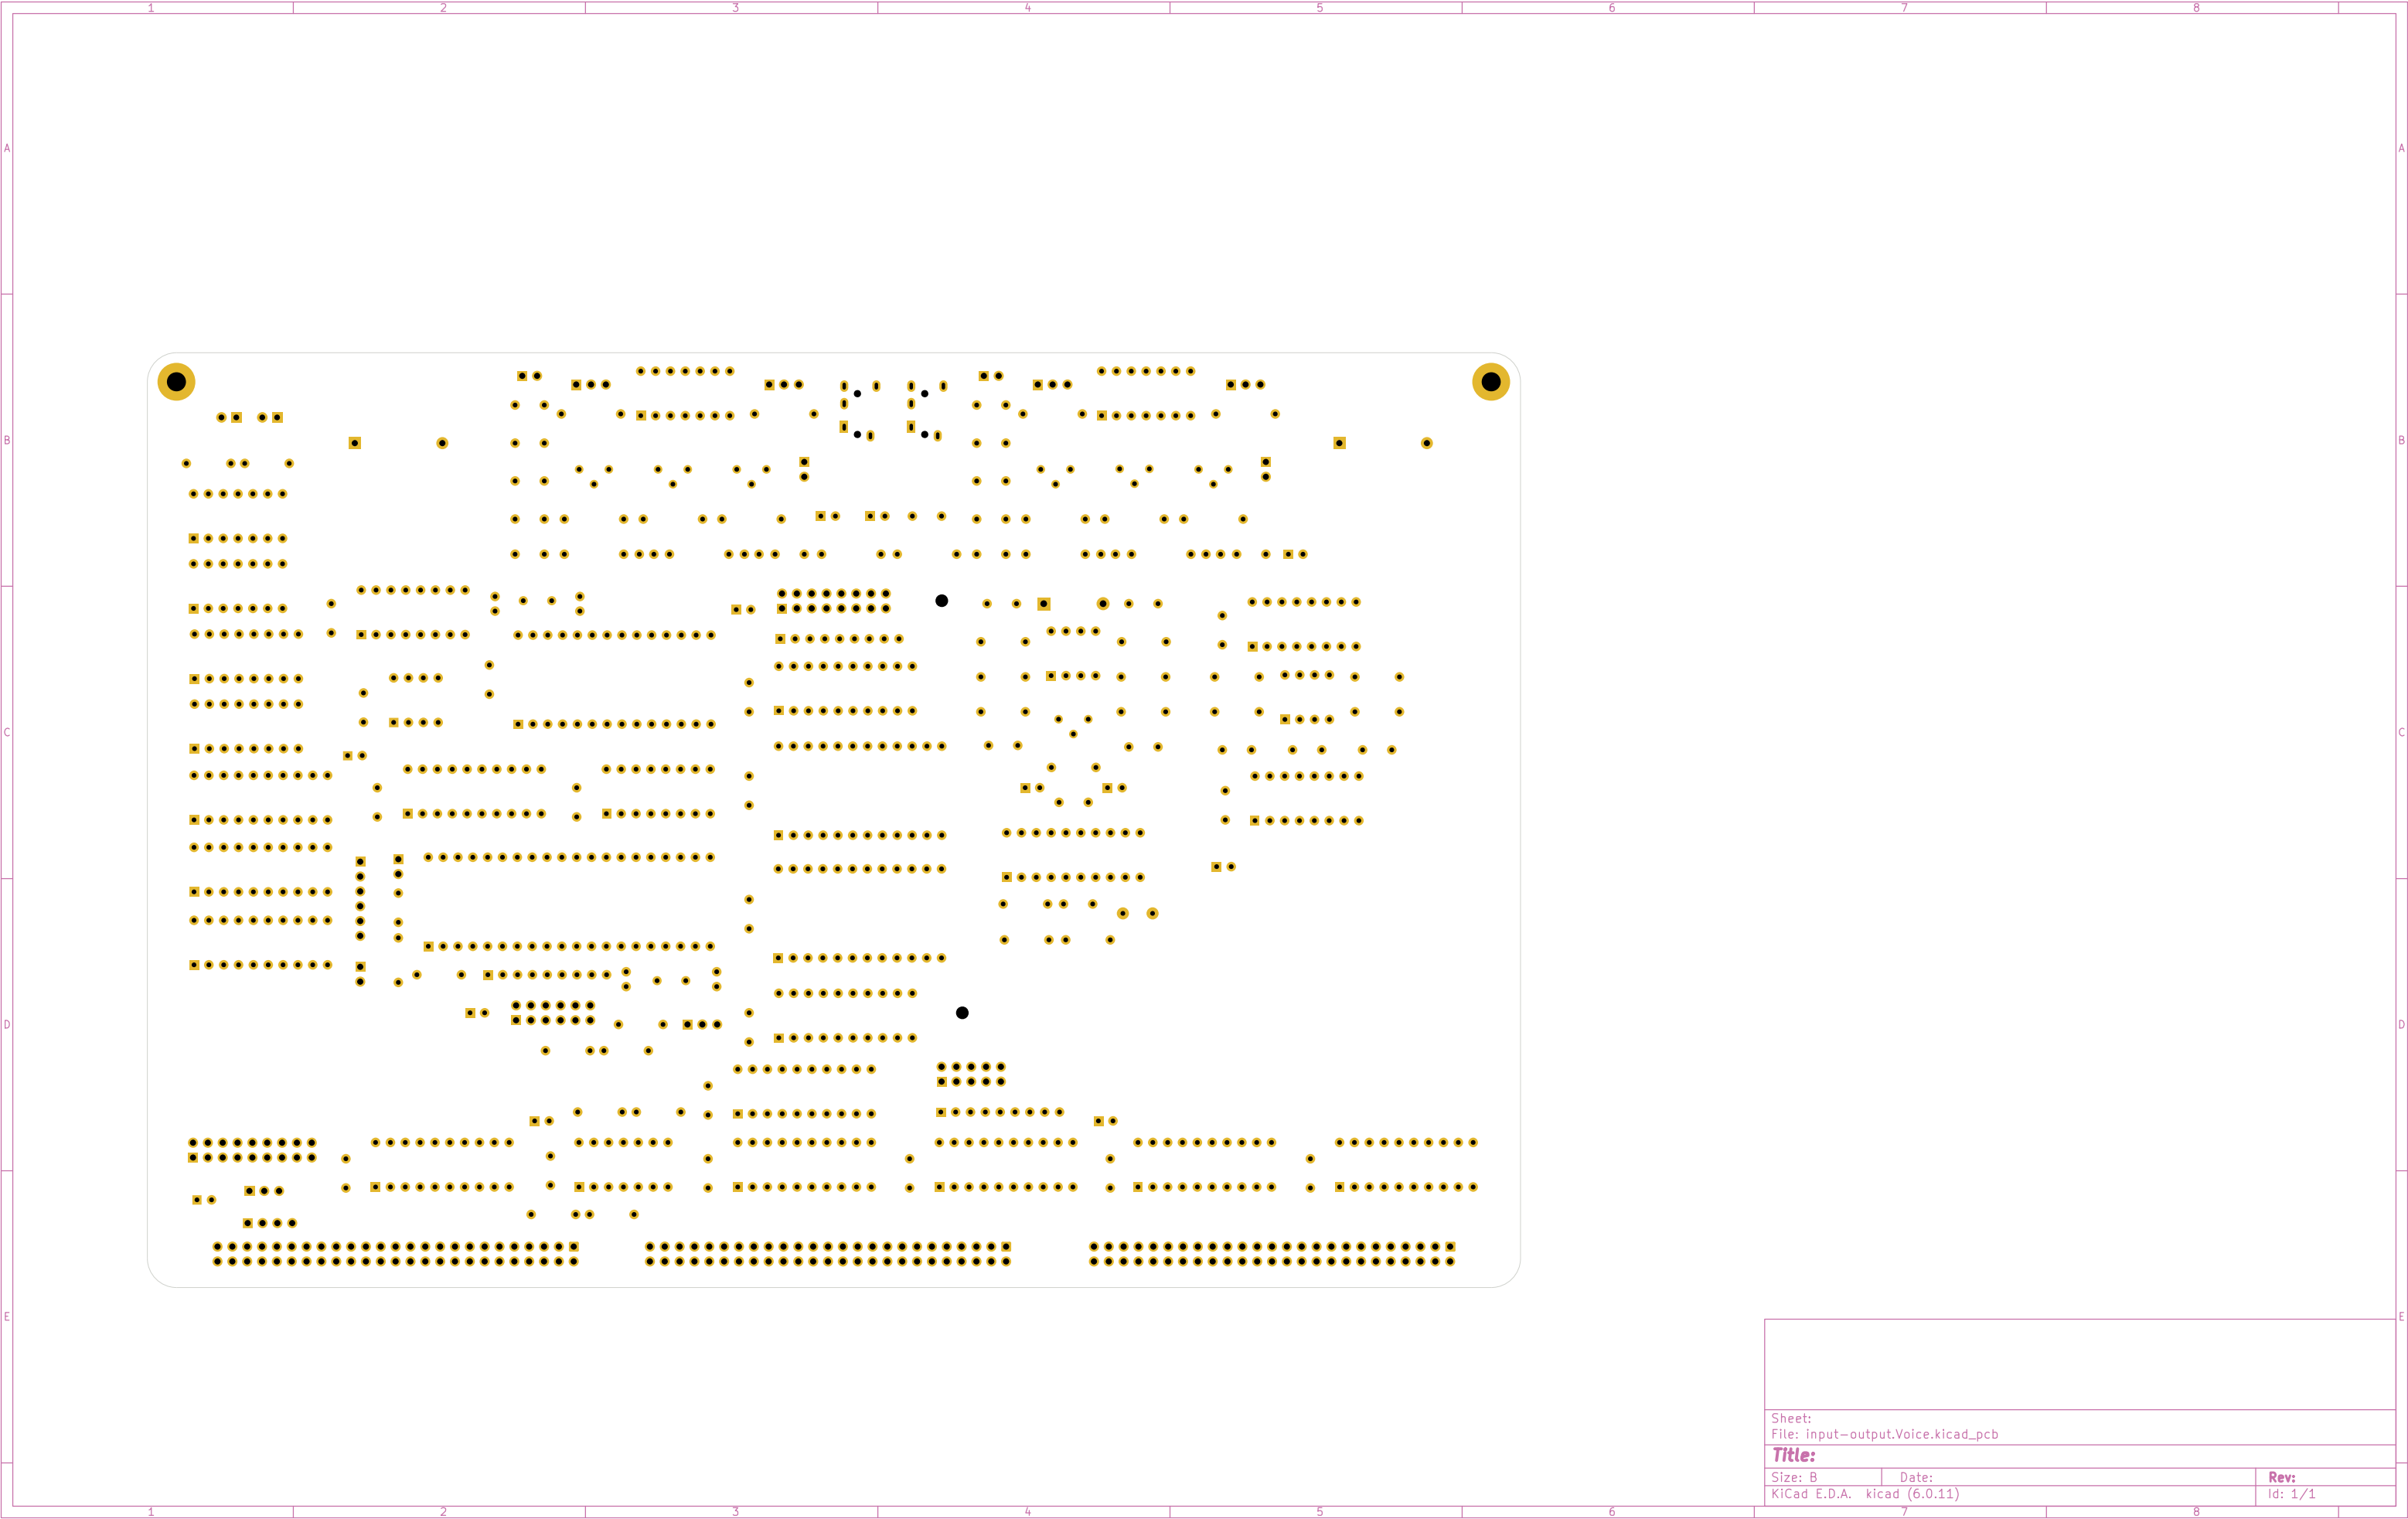 1 2 3 4 5 6 7 8
A A
B B
C C
D D
E E
Sheet:
File: input-output.Voice.kicad_pcb
Title:
Size: B Date: Rev:
KiCad E.D.A. kicad (6.0.11) Id: 1/1
1 2 3 4 5 6 7 8